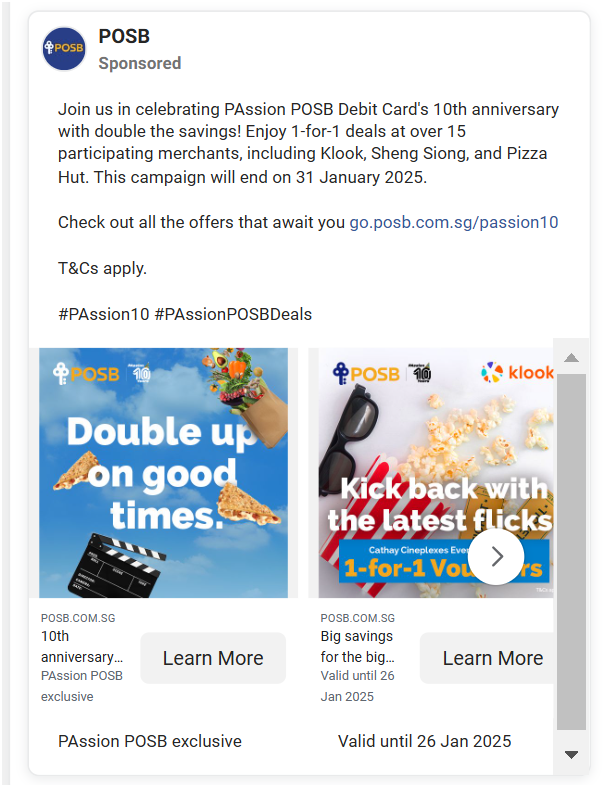 POSB
POSB
Sponsored
Join us in celebrating PAssion POSB Debit Card's 10th anniversary
with double the savings! Enjoy 1-for-1 deals at over 15
participating merchants, including Klook, Sheng Siong, and Pizza
Hut. This campaign will end on 31 January 2025.
Check out all the offers that await you go.posb.com.sg/passion10
T&Cs apply.
#PAssion10 #PAssionPOSBDeals
POSB
10
Double up
on good
times.
POSB
10
klook
Kick back with
the latest flicks
Cathay Cineplexes
1-for-1
POSB.COM.SG
10th
anniversary...
PAssion POSB
exclusive
Learn More
POSB.COM.SG
Big savings
for the big...
Valid until 26
Jan 2025
Learn More
PAssion POSB exclusive
Valid until 26 Jan 2025